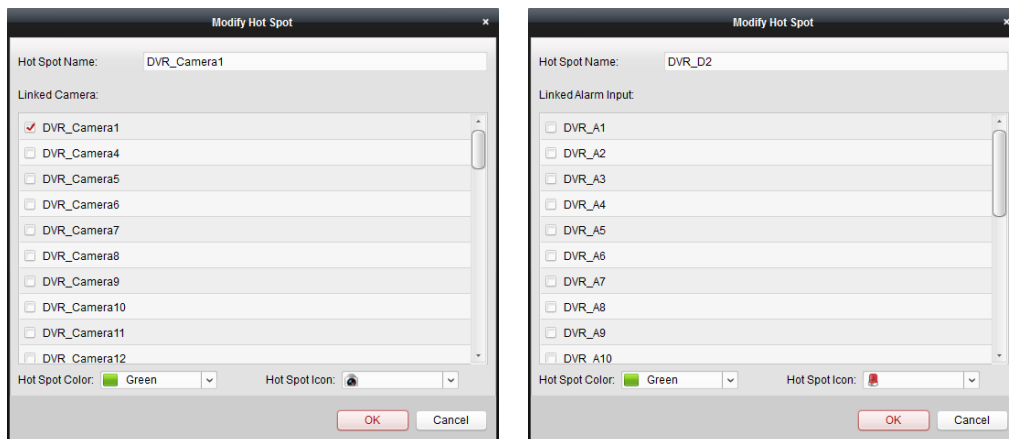 Modify Hot Spot ×
Hot Spot Name: DVR_Camera1
Linked Camera:
DVR_Camera1
DVR_Camera4
DVR_Camera5
DVR_Camera6
DVR_Camera7
DVR_Camera8
DVR_Camera9
DVR_Camera10
DVR_Camera11
DVR_Camera12
Hot Spot Color: Green Hot Spot Icon:
OK Cancel
Modify Hot Spot ×
Hot Spot Name: DVR_D2
Linked Alarm Input:
DVR_A1
DVR_A2
DVR_A3
DVR_A4
DVR_A5
DVR_A6
DVR_A7
DVR_A8
DVR_A9
DVR_A10
Hot Spot Color: Green Hot Spot Icon:
OK Cancel